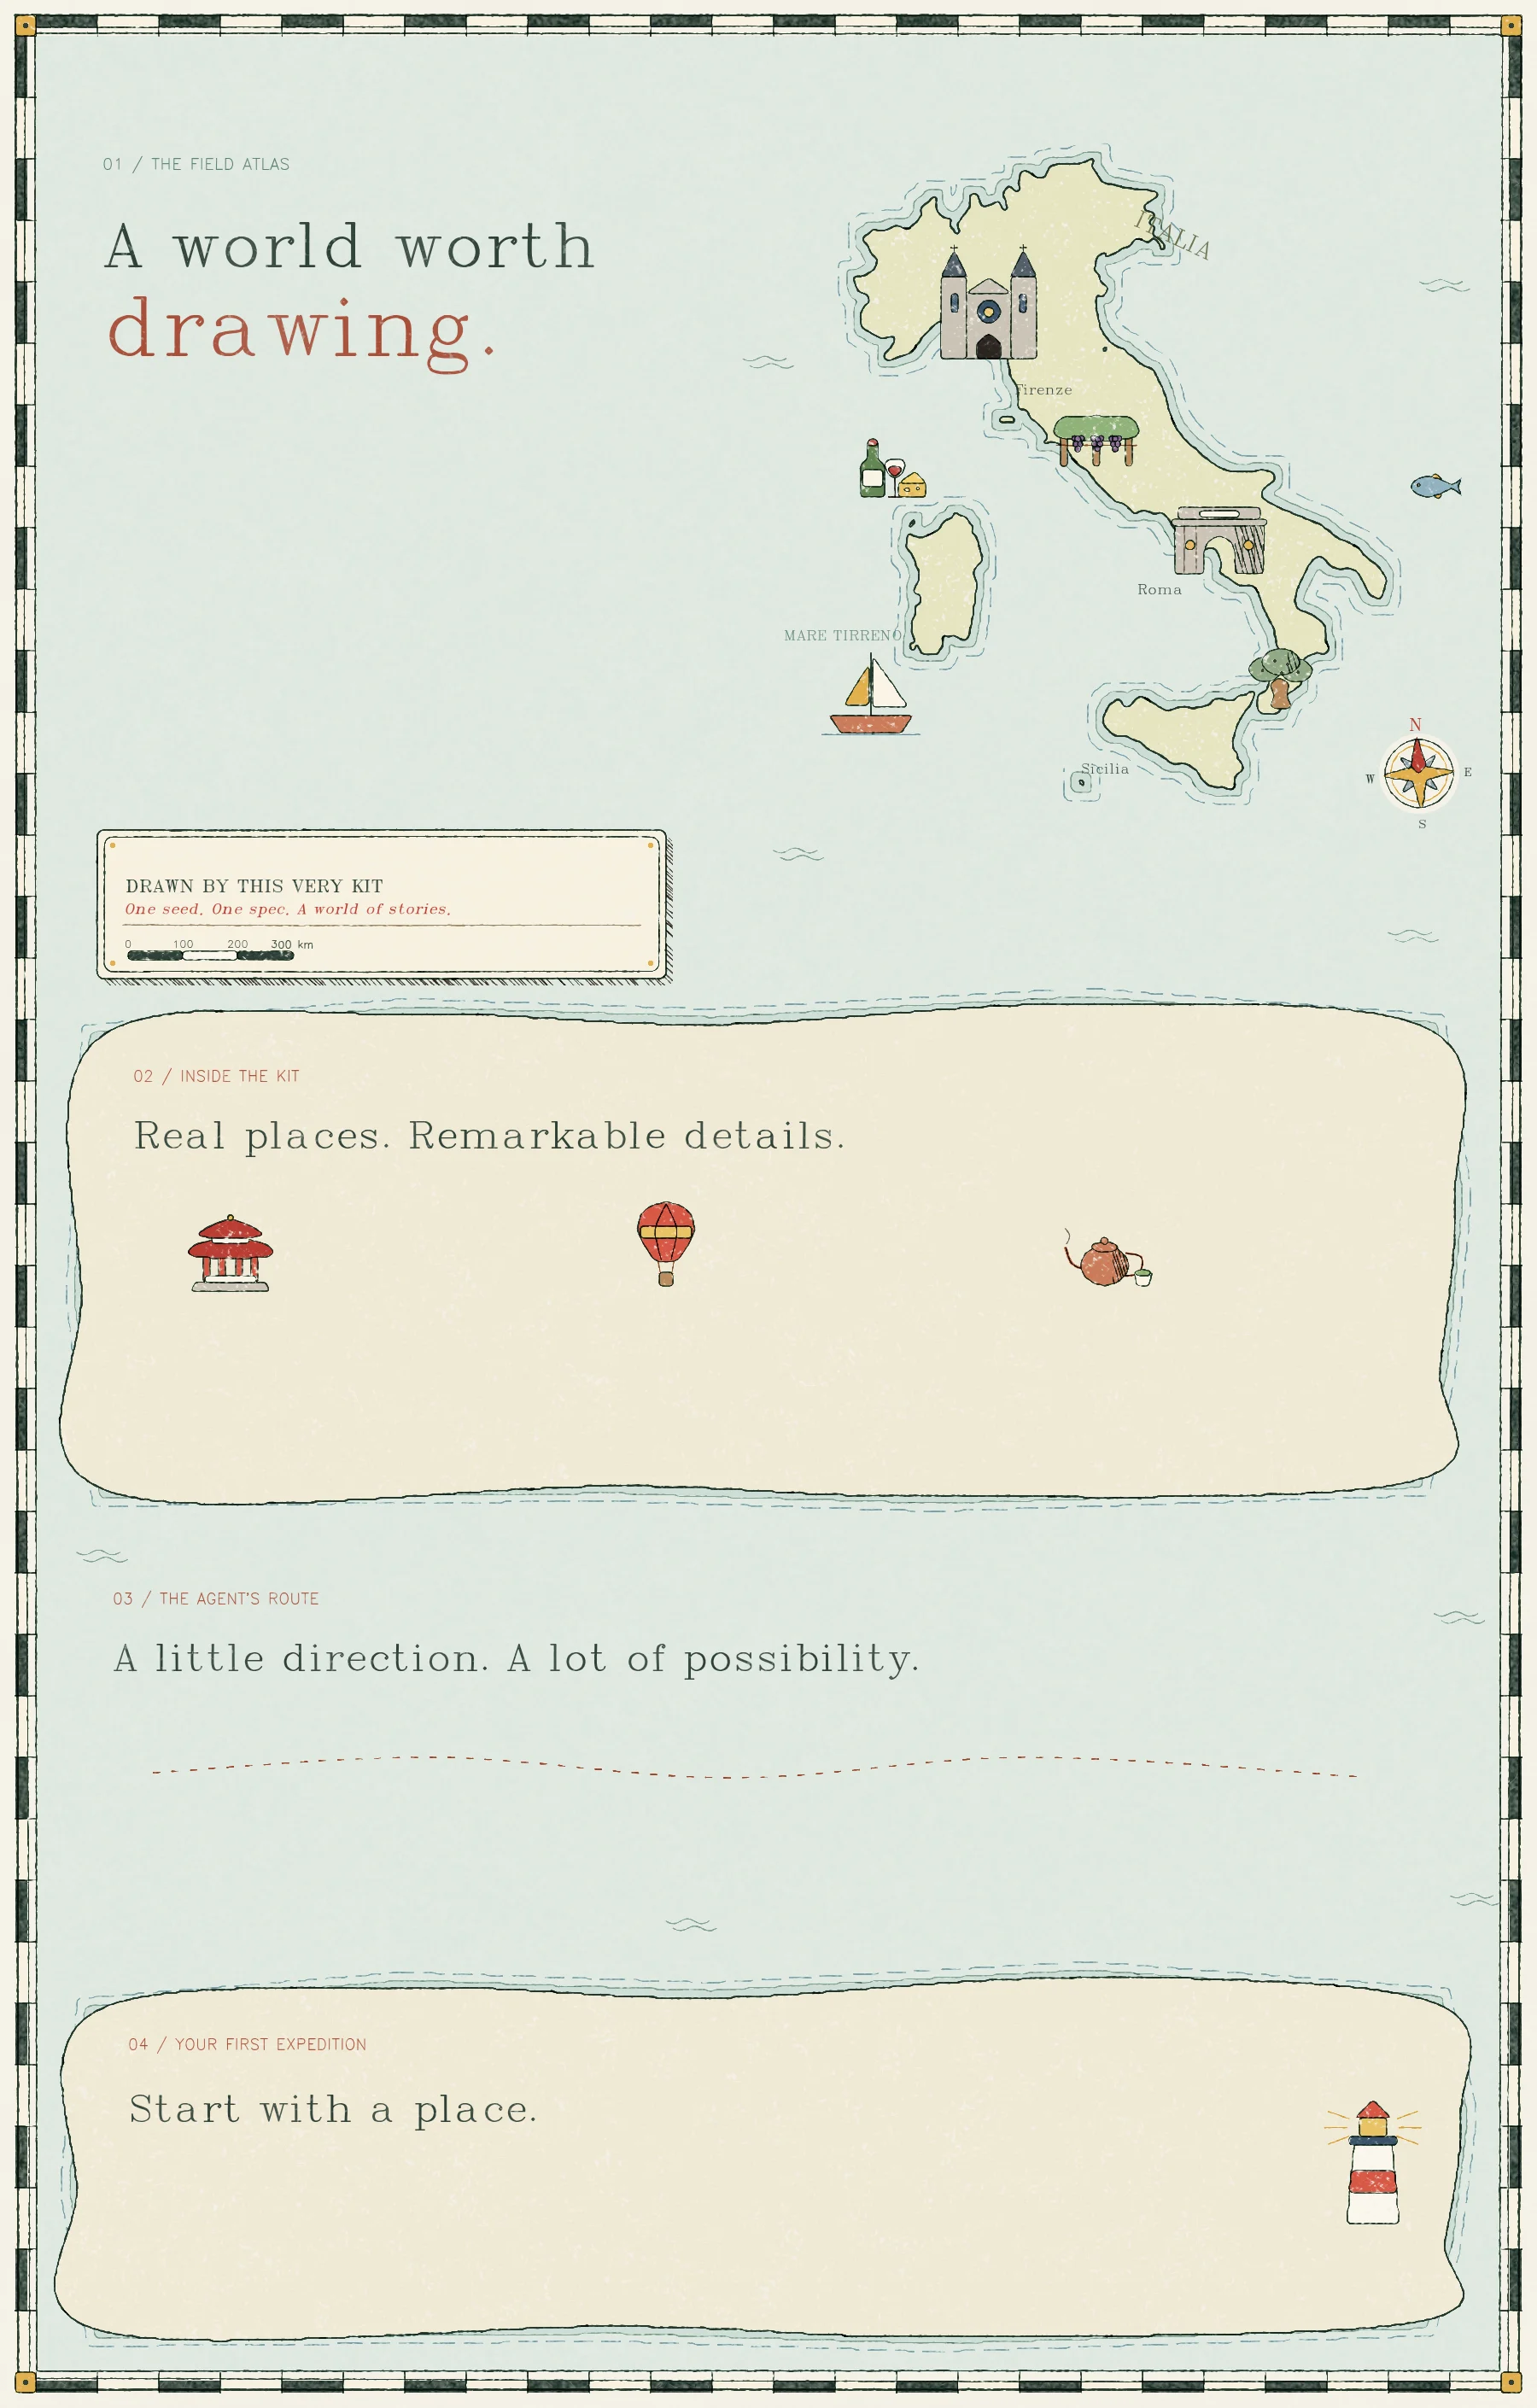 01 / THE FIELD ATLAS
A world worth
drawing.
ITALIA
Firenze
Roma
MARE TIRRENO
Sicilia
N
W
E
S
DRAWN BY THIS VERY KIT
One seed. One spec. A world of stories.
0 100 200 300 km
02 / INSIDE THE KIT
Real places. Remarkable details.
03 / THE AGENT'S ROUTE
A little direction. A lot of possibility.
04 / YOUR FIRST EXPEDITION
Start with a place.